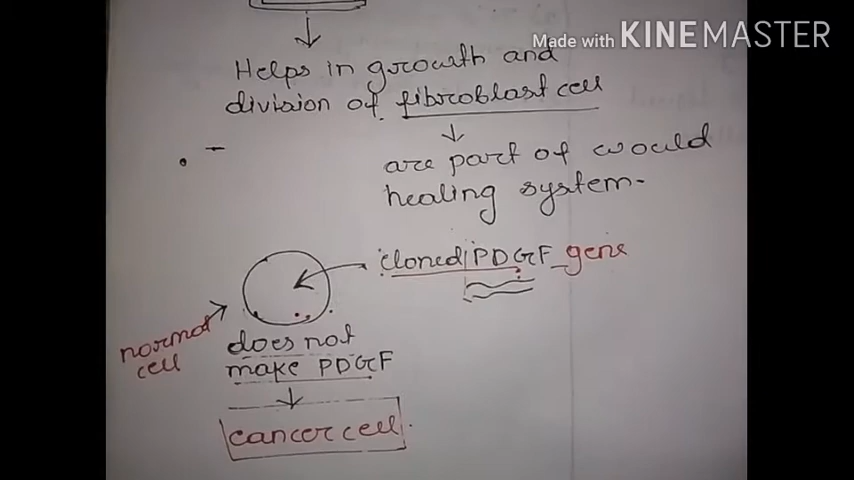 Made with KINEMASTER
Helps in growth and
division of fibroblast cell
are part of would
healing system.
cloned PDGF gene
normal
cell
does not
make PDGF
cancer cell